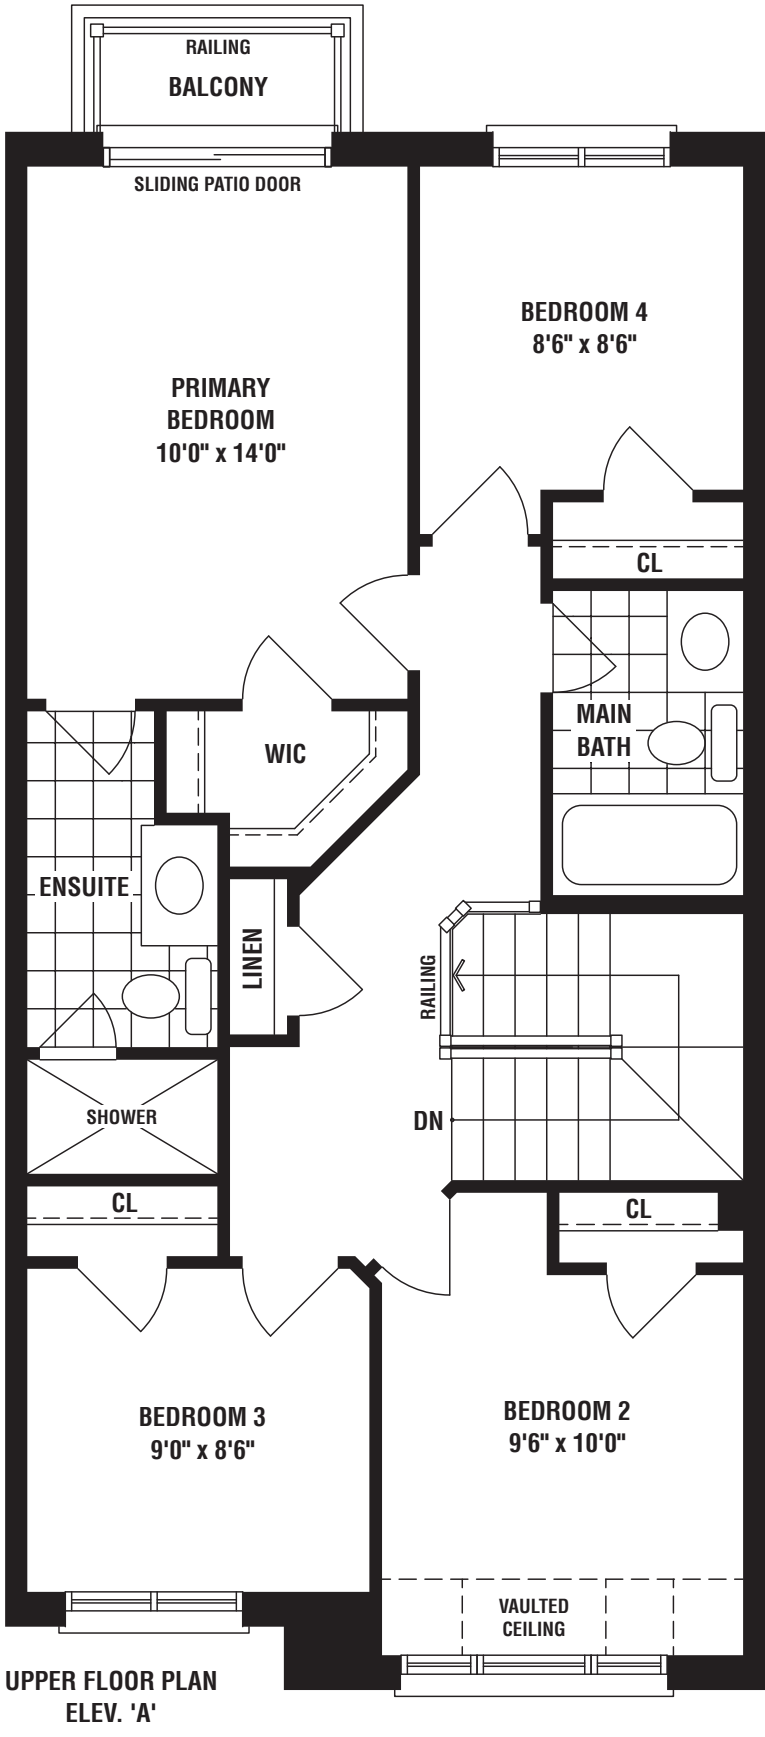 RAILING
BALCONY
SLIDING PATIO DOOR
BEDROOM 4
8'6" x 8'6"
PRIMARY
BEDROOM
10'0" x 14'0"
CL
MAIN
BATH
WIC
ENSUITE
LINEN
RAILING
SHOWER
DN
CL
CL
BEDROOM 3
9'0" x 8'6"
BEDROOM 2
9'6" x 10'0"
VAULTED
CEILING
UPPER FLOOR PLAN
ELEV. 'A'